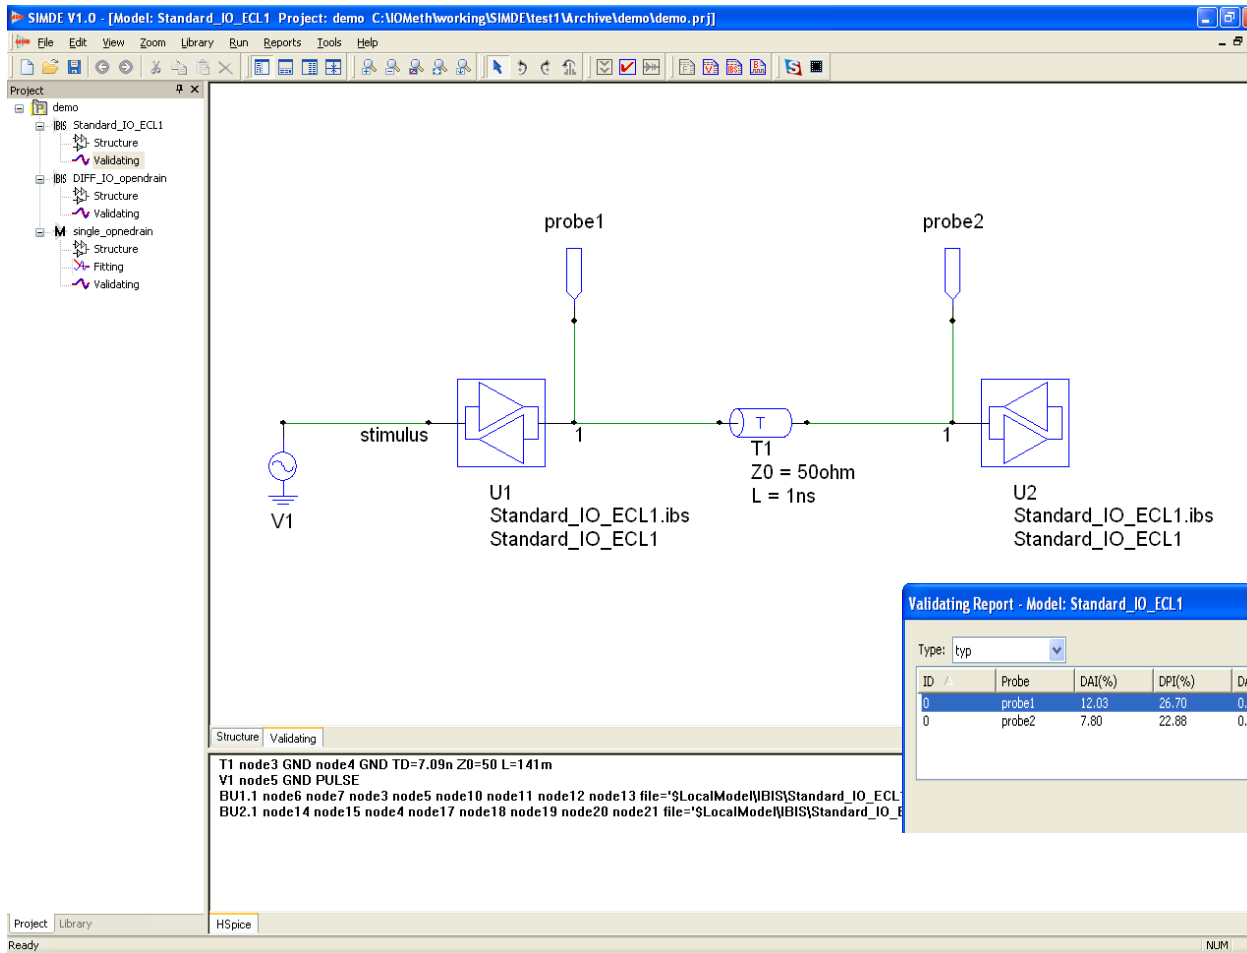 SIMDE V1.0 - [Model: Standard_IO_ECL1 Project: demo C:\IOMeth\working\SIMDE\test1\Archive\demo\demo.prj]
File Edit View Zoom Library Run Reports Tools Help
Project
demo
IBIS Standard_IO_ECL1
Structure
Validating
IBIS DIFF_IO_opendrain
Structure
Validating
M single_opnedrain
Structure
Fitting
Validating
probe1
probe2
stimulus
1
T
1
T1
Z0 = 50ohm
L = 1ns
V1
U1
Standard_IO_ECL1.ibs
Standard_IO_ECL1
U2
Standard_IO_ECL1.ibs
Standard_IO_ECL1
Validating Report - Model: Standard_IO_ECL1
Type: typ
ID Probe DAI(%) DPI(%) DA
0 probe1 12.03 26.70 0.
0 probe2 7.80 22.88 0.
Structure Validating
T1 node3 GND node4 GND TD=7.09n Z0=50 L=141m
V1 node5 GND PULSE
BU1.1 node6 node7 node3 node5 node10 node11 node12 node13 file='$LocalModel\IBIS\Standard_IO_ECL1
BU2.1 node14 node15 node4 node17 node18 node19 node20 node21 file='$LocalModel\IBIS\Standard_IO_E
Project Library
HSpice
Ready
NUM